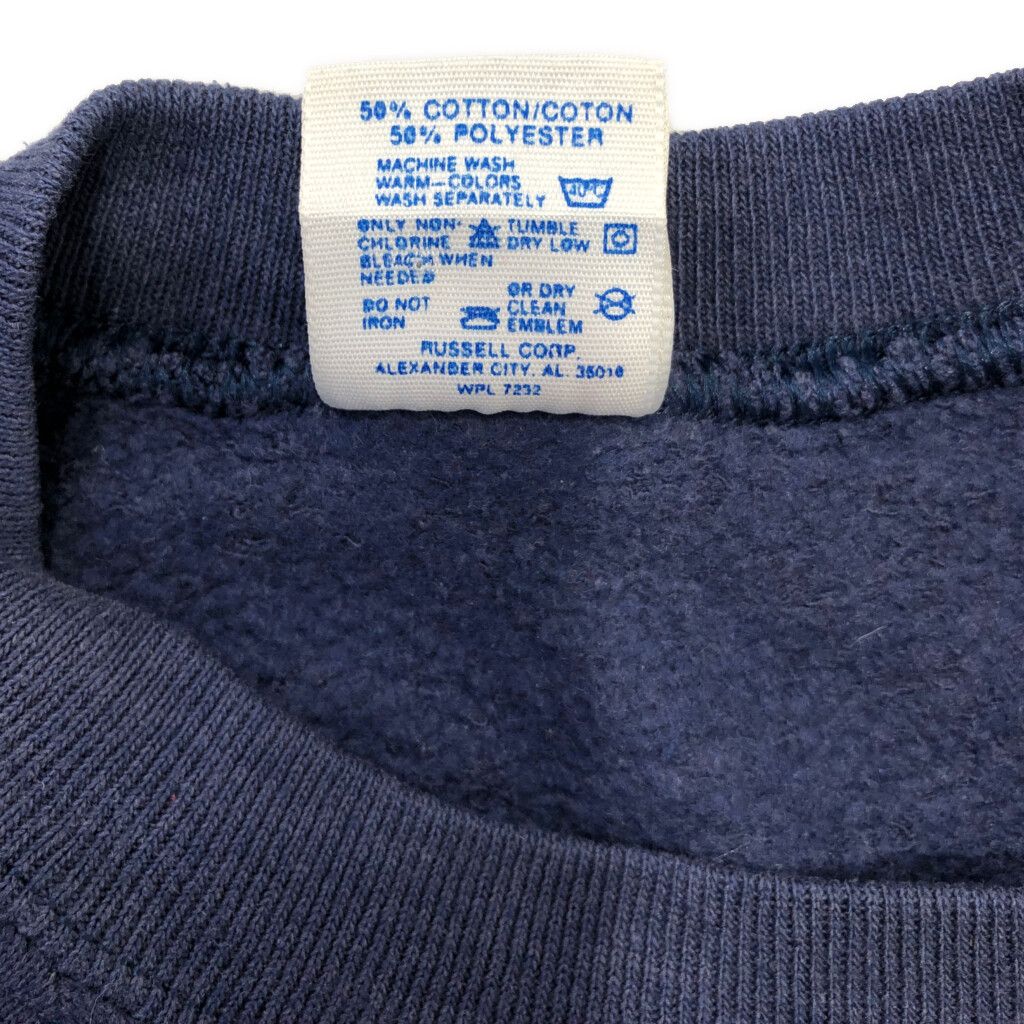 50% COTTON/COTON
50% POLYESTER
MACHINE WASH
WARM-COLORS
WASH SEPARATELY
ONLY NON-
CHLORINE
BLEACH WHEN
NEEDED
TUMBLE
DRY LOW
DO NOT
IRON
OR DRY
CLEAN
EMBLEM
RUSSELL CORP.
ALEXANDER CITY, AL. 35010
WPL 7232